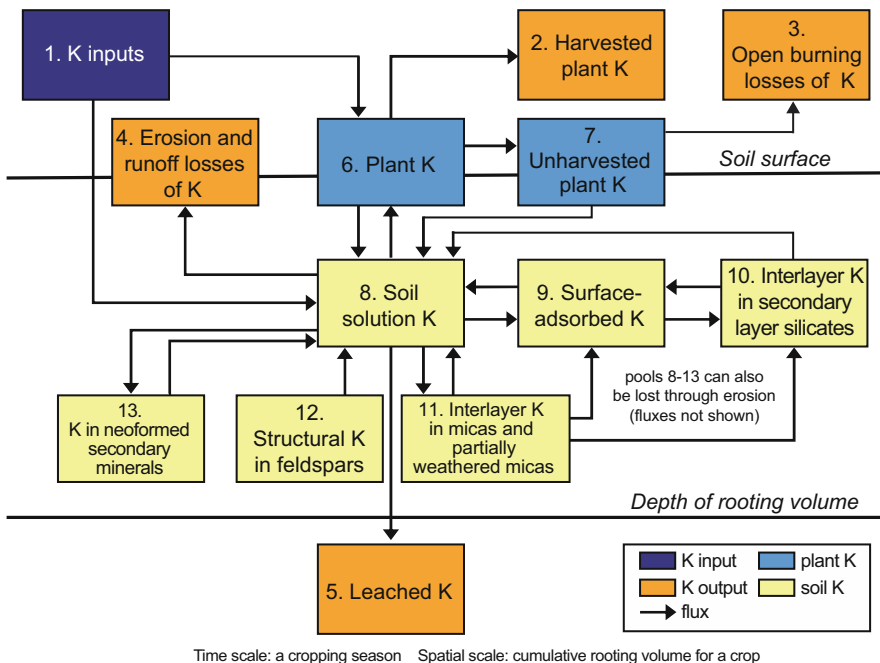 1. K inputs
2. Harvested
plant K
3.
Open burning
losses of K
4. Erosion and
runoff losses
of K
6. Plant K
7.
Unharvested
plant K
Soil surface
8. Soil
solution K
9. Surface-
adsorbed K
10. Interlayer K
in secondary
layer silicates
13.
K in neoformed
secondary
minerals
12.
Structural K
in feldspars
11. Interlayer K
in micas and
partially
weathered micas
pools 8-13 can also
be lost through erosion
(fluxes not shown)
Depth of rooting volume
5. Leached K
K input
plant K
K output
soil K
flux
Time scale: a cropping season Spatial scale: cumulative rooting volume for a crop